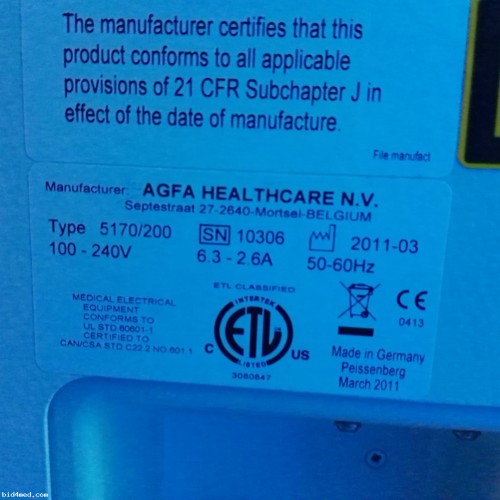 The manufacturer certifies that this
product conforms to all applicable
provisions of 21 CFR Subchapter J in
effect of the date of manufacture.
File.manufact
Manufacturer: AGFA HEALTHCARE N.V.
Septestraat 27-2640-Mortsel-BELGIUM
Type 5170/200 SN 10306 2011-03
100 - 240V 6.3 - 2.6A 50-60Hz
ETL CLASSIFIED
MEDICAL ELECTRICAL
EQUIPMENT
CONFORMS TO
UL STD 60601-1
CERTIFIED TO
CAN/CSA STD C22.2 NO.601.1
INTERTEK
ETL
LISTED
C US
3080847
CE
0413
Made in Germany
Peissenberg
March 2011
bid4med.com